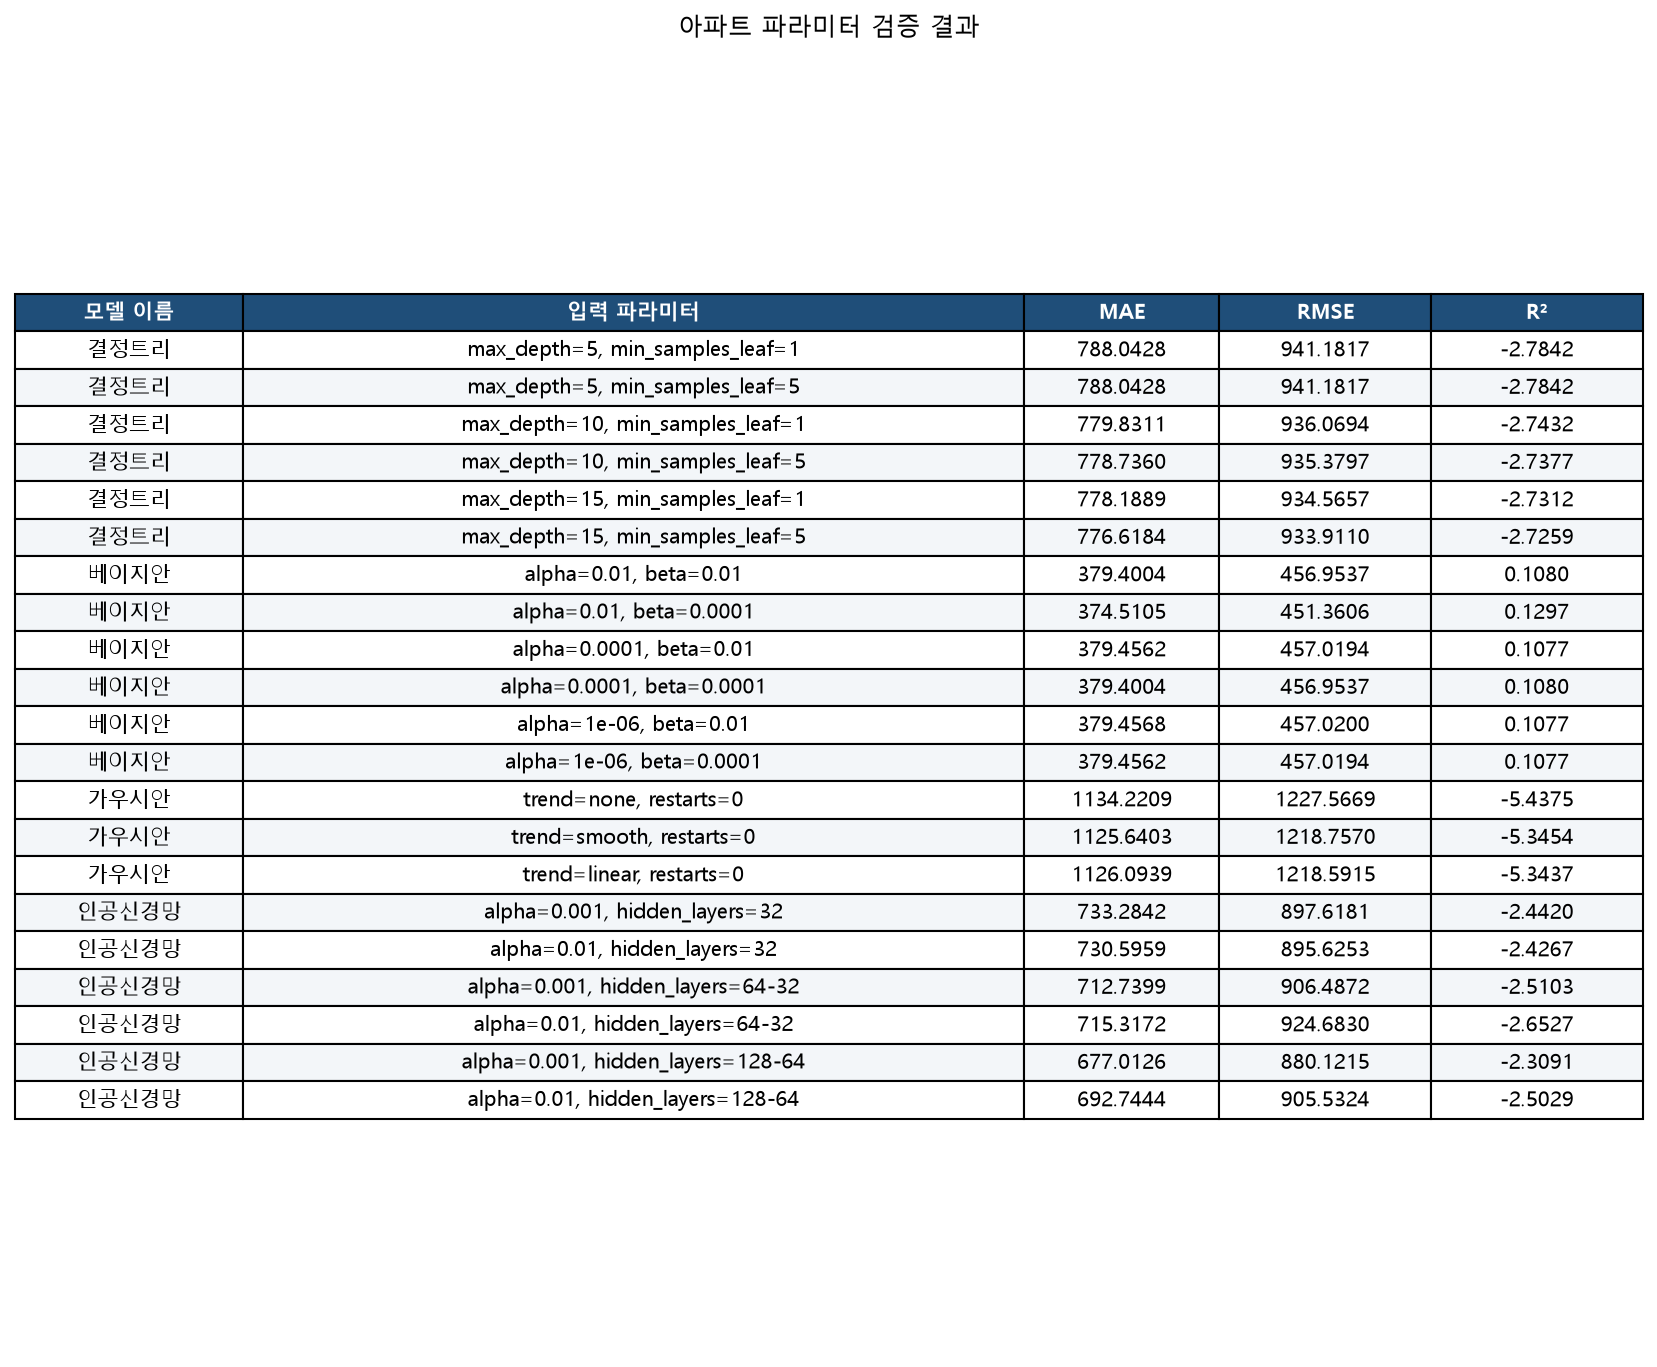 아파트 파라미터 검증 결과
모델 이름 입력 파라미터 MAE RMSE R²
결정트리 max_depth=5, min_samples_leaf=1 788.0428 941.1817 -2.7842
결정트리 max_depth=5, min_samples_leaf=5 788.0428 941.1817 -2.7842
결정트리 max_depth=10, min_samples_leaf=1 779.8311 936.0694 -2.7432
결정트리 max_depth=10, min_samples_leaf=5 778.7360 935.3797 -2.7377
결정트리 max_depth=15, min_samples_leaf=1 778.1889 934.5657 -2.7312
결정트리 max_depth=15, min_samples_leaf=5 776.6184 933.9110 -2.7259
베이지안 alpha=0.01, beta=0.01 379.4004 456.9537 0.1080
베이지안 alpha=0.01, beta=0.0001 374.5105 451.3606 0.1297
베이지안 alpha=0.0001, beta=0.01 379.4562 457.0194 0.1077
베이지안 alpha=0.0001, beta=0.0001 379.4004 456.9537 0.1080
베이지안 alpha=1e-06, beta=0.01 379.4568 457.0200 0.1077
베이지안 alpha=1e-06, beta=0.0001 379.4562 457.0194 0.1077
가우시안 trend=none, restarts=0 1134.2209 1227.5669 -5.4375
가우시안 trend=smooth, restarts=0 1125.6403 1218.7570 -5.3454
가우시안 trend=linear, restarts=0 1126.0939 1218.5915 -5.3437
인공신경망 alpha=0.001, hidden_layers=32 733.2842 897.6181 -2.4420
인공신경망 alpha=0.01, hidden_layers=32 730.5959 895.6253 -2.4267
인공신경망 alpha=0.001, hidden_layers=64-32 712.7399 906.4872 -2.5103
인공신경망 alpha=0.01, hidden_layers=64-32 715.3172 924.6830 -2.6527
인공신경망 alpha=0.001, hidden_layers=128-64 677.0126 880.1215 -2.3091
인공신경망 alpha=0.01, hidden_layers=128-64 692.7444 905.5324 -2.5029